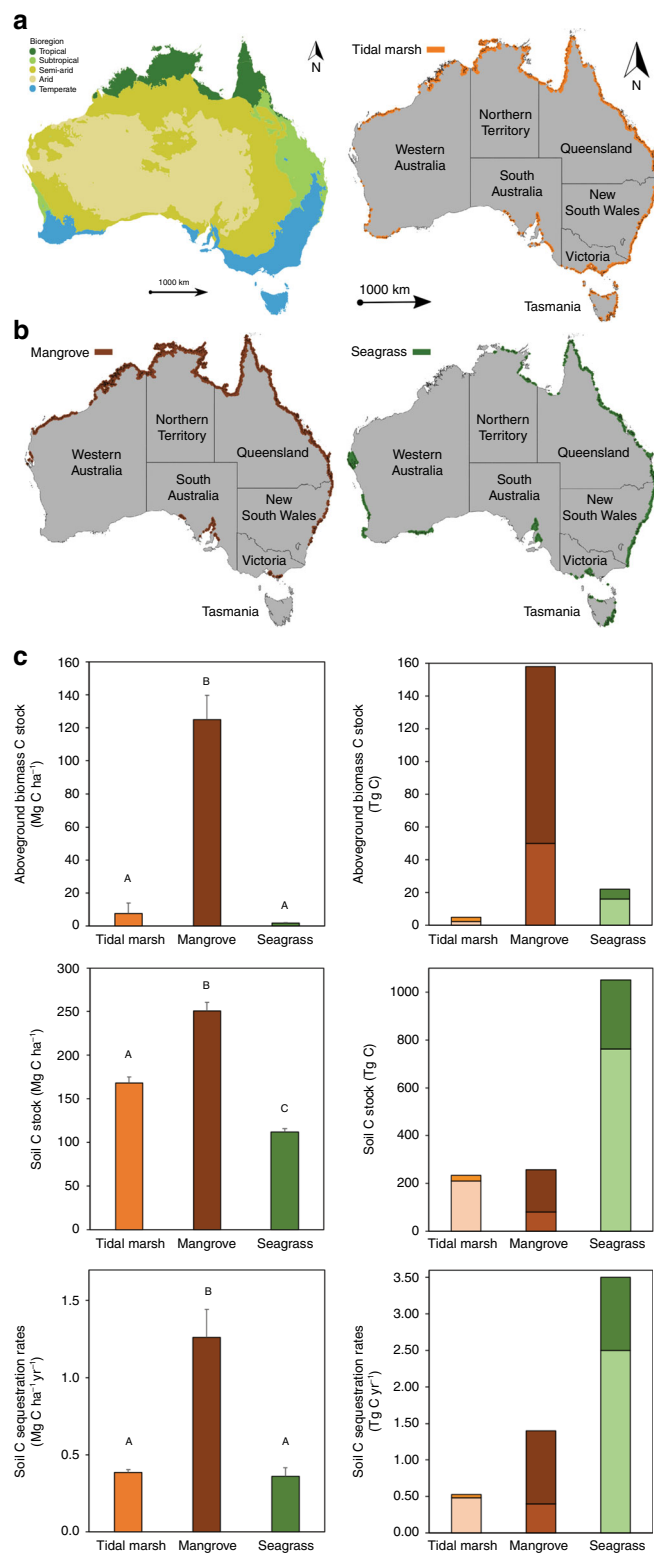 a
Bioregion
Tropical
Subtropical
Semi-arid
Arid
Temperate
N
1000 km
Tidal marsh
N
Western
Australia
Northern
Territory
Queensland
South
Australia
New
South Wales
Victoria
Tasmania
1000 km
b
Mangrove
Western
Australia
Northern
Territory
Queensland
South
Australia
New
South Wales
Victoria
Tasmania
Seagrass
Western
Australia
Northern
Territory
Queensland
South
Australia
New
South Wales
Victoria
Tasmania
c
Aboveground biomass C stock
(Mg C ha⁻¹)
160
140
120
100
80
60
40
20
0
A
B
A
Tidal marsh
Mangrove
Seagrass
Aboveground biomass C stock
(Tg C)
160
140
120
100
80
60
40
20
0
Tidal marsh
Mangrove
Seagrass
Soil C stock (Mg C ha⁻¹)
300
250
200
150
100
50
0
A
B
C
Tidal marsh
Mangrove
Seagrass
Soil C stock (Tg C)
1000
800
600
400
200
0
Tidal marsh
Mangrove
Seagrass
Soil C sequestration rates
(Mg C ha⁻¹ yr⁻¹)
1.5
1.0
0.5
0.0
A
B
A
Tidal marsh
Mangrove
Seagrass
Soil C sequestration rates
(Tg C yr⁻¹)
3.50
3.00
2.50
2.00
1.50
1.00
0.50
0.00
Tidal marsh
Mangrove
Seagrass